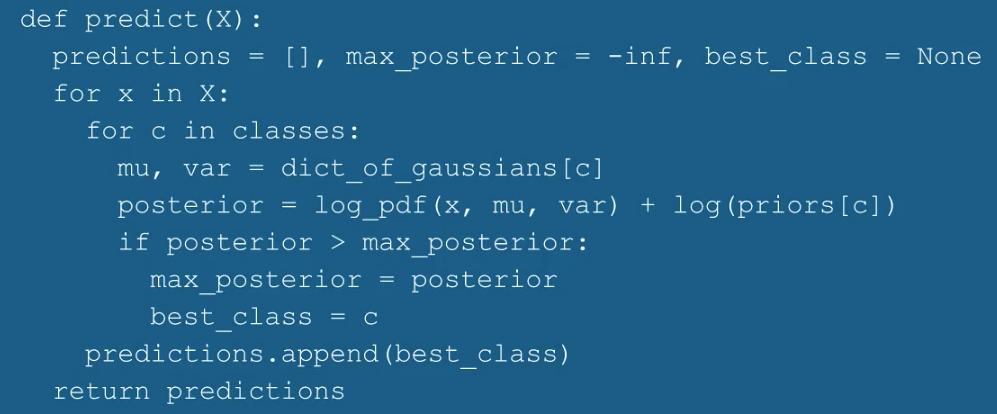 def predict(X):
  predictions = [], max_posterior = -inf, best_class = None
  for x in X:
    for c in classes:
      mu, var = dict_of_gaussians[c]
      posterior = log_pdf(x, mu, var) + log(priors[c])
      if posterior > max_posterior:
        max_posterior = posterior
        best_class = c
    predictions.append(best_class)
  return predictions